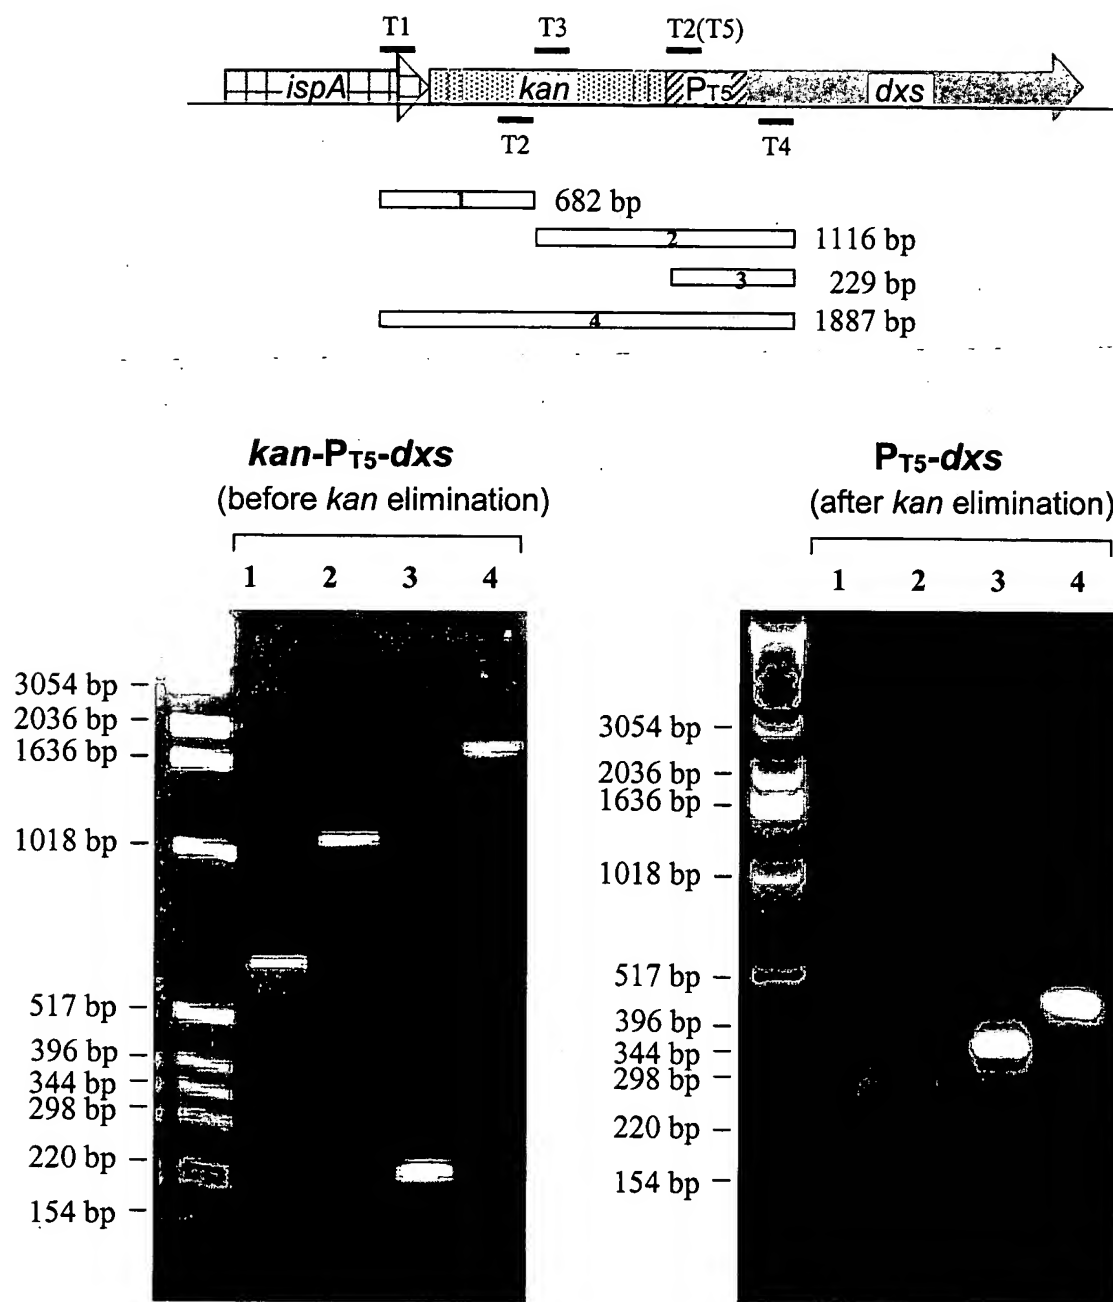 T1 T3 T2(T5)
ispA kan PT5 dxs
T2 T4
1 682 bp
2 1116 bp
3 229 bp
4 1887 bp
kan-PT5-dxs
(before kan elimination)
1 2 3 4
3054 bp –
2036 bp –
1636 bp –
1018 bp –
517 bp –
396 bp –
344 bp –
298 bp –
220 bp –
154 bp –
PT5-dxs
(after kan elimination)
1 2 3 4
3054 bp –
2036 bp –
1636 bp –
1018 bp –
517 bp –
396 bp –
344 bp –
298 bp –
220 bp –
154 bp –